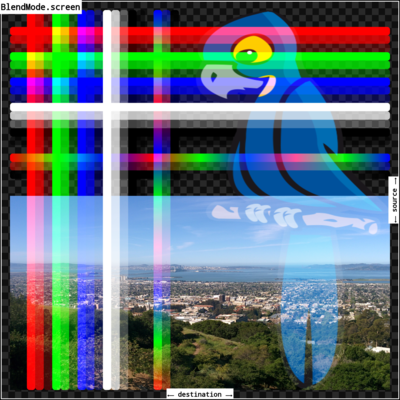 BlendMode.screen
← source →
← destination →